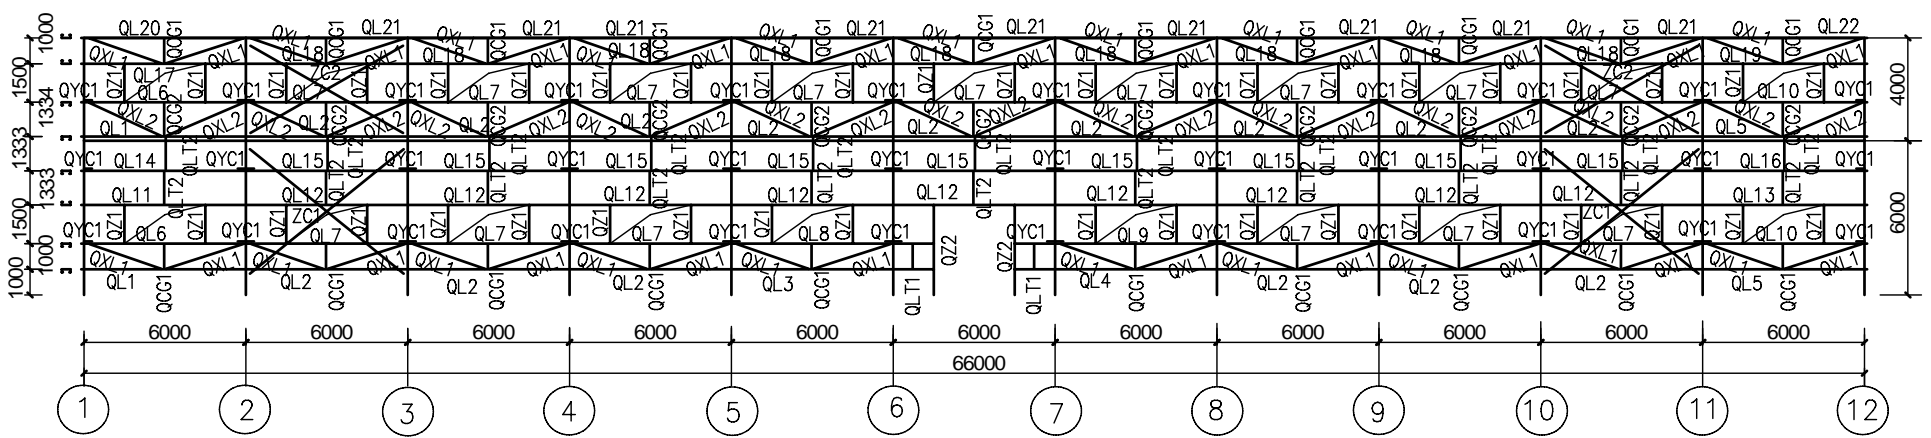 QL20 QCG1 QXL1 QL21 QCG1 QXL1 QL21 QCG1 QXL1 QL21 QCG1 QXL1 QL21 QCG1 QXL1 QL21 QCG1 QXL1 QL21 QCG1 QXL1 QL21 QCG1 QXL1 QL21 QCG1 QXL1 QL21 QCG1 QXL1 QL22 QCG1
1000 QXL1 QXL1 QL18 QXL1 QL18 QXL1 QL18 QXL1 QL18 QXL1 QL18 QXL1 QL18 QXL1 QL18 QXL1 QL18 QXL1 QL18 QXL1 QL19 QXL1
QL17 ZC2 ZC2
1500 QYC1 QZ1 QL6 QZ1 QYC1 QZ1 QL7 QZ1 QYC1 QZ1 QL7 QZ1 QYC1 QZ1 QL7 QZ1 QYC1 QZ1 QL7 QZ1 QYC1 QZ1 QL7 QYC1 QZ1 QL7 QZ1 QYC1 QZ1 QL7 QZ1 QYC1 QZ1 QL7 QZ1 QYC1 QZ1 QL7 QZ1 QYC1 QZ1 QL10 QZ1 QYC1 4000
1334 QXL2 QL1 QCG2 QXL2 QXL2 QL2 QCG2 QXL2 QXL2 QL2 QCG2 QXL2 QXL2 QL2 QCG2 QXL2 QXL2 QL2 QCG2 QXL2 QXL2 QL2 QCG2 QXL2 QXL2 QL2 QCG2 QXL2 QXL2 QL2 QCG2 QXL2 QXL2 QL2 QCG2 QXL2 QXL2 QL2 QCG2 QXL2 QXL2 QL5 QCG2 QXL2
1333 QYC1 QL14 QLT2 QYC1 QL15 QLT2 QLT2 QYC1 QL15 QLT2 QLT2 QYC1 QL15 QLT2 QLT2 QYC1 QL15 QLT2 QLT2 QYC1 QL15 QLT2 QLT2 QYC1 QL15 QLT2 QLT2 QYC1 QL15 QLT2 QLT2 QYC1 QL15 QLT2 QLT2 QYC1 QL15 QLT2 QLT2 QYC1 QL16 QLT2 QLT2 QYC1
1333 QL11 QLT2 QL12 QL12 QL12 QL12 QL12 QL12 QL12 QL12 QL12 QL13 6000
ZC1 ZC1
1500 QYC1 QZ1 QL6 QZ1 QYC1 QZ1 QL7 QZ1 QYC1 QZ1 QL7 QZ1 QYC1 QZ1 QL7 QZ1 QYC1 QZ1 QL8 QZ1 QYC1 QZ2 QZ2 QYC1 QZ1 QL9 QZ1 QYC1 QZ1 QL7 QZ1 QYC1 QZ1 QL7 QZ1 QYC1 QZ1 QL7 QZ1 QYC1 QZ1 QL10 QZ1 QYC1
1000 QXL1 QXL1 QXL1 QXL1 QXL1 QXL1 QXL1 QXL1 QXL1 QXL1 QXL1 QXL1 QXL1 QXL1 QXL1 QXL1 QXL1 QXL1 QXL1 QXL1
1000 QL1 QCG1 QL2 QCG1 QL2 QCG1 QL2 QCG1 QL3 QCG1 QLT1 QLT1 QL4 QCG1 QL2 QCG1 QL2 QCG1 QL2 QCG1 QL5 QCG1
6000 6000 6000 6000 6000 6000 6000 6000 6000 6000 6000
66000
1 2 3 4 5 6 7 8 9 10 11 12